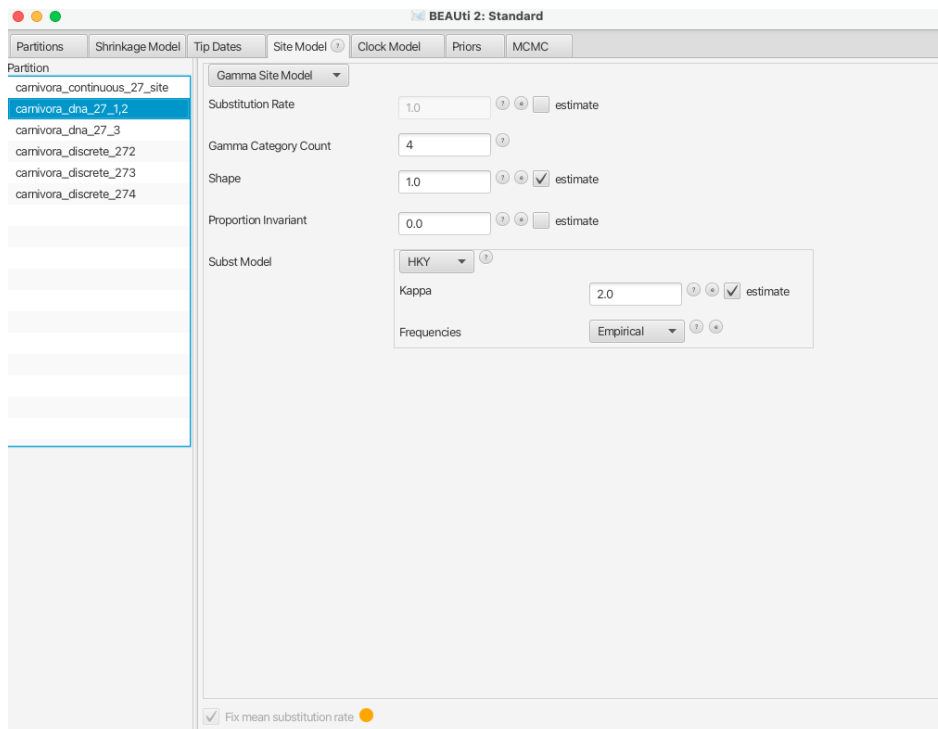 BEAUti 2: Standard
Partitions Shrinkage Model Tip Dates Site Model ? Clock Model Priors MCMC
Partition
carnivora_continuous_27_site
carnivora_dna_27_1,2
carnivora_dna_27_3
carnivora_discrete_272
carnivora_discrete_273
carnivora_discrete_274
Gamma Site Model
Substitution Rate 1.0 ? estimate
Gamma Category Count 4 ?
Shape 1.0 ? estimate
Proportion Invariant 0.0 ? estimate
Subst Model HKY ?
Kappa 2.0 ? estimate
Frequencies Empirical ?
Fix mean substitution rate